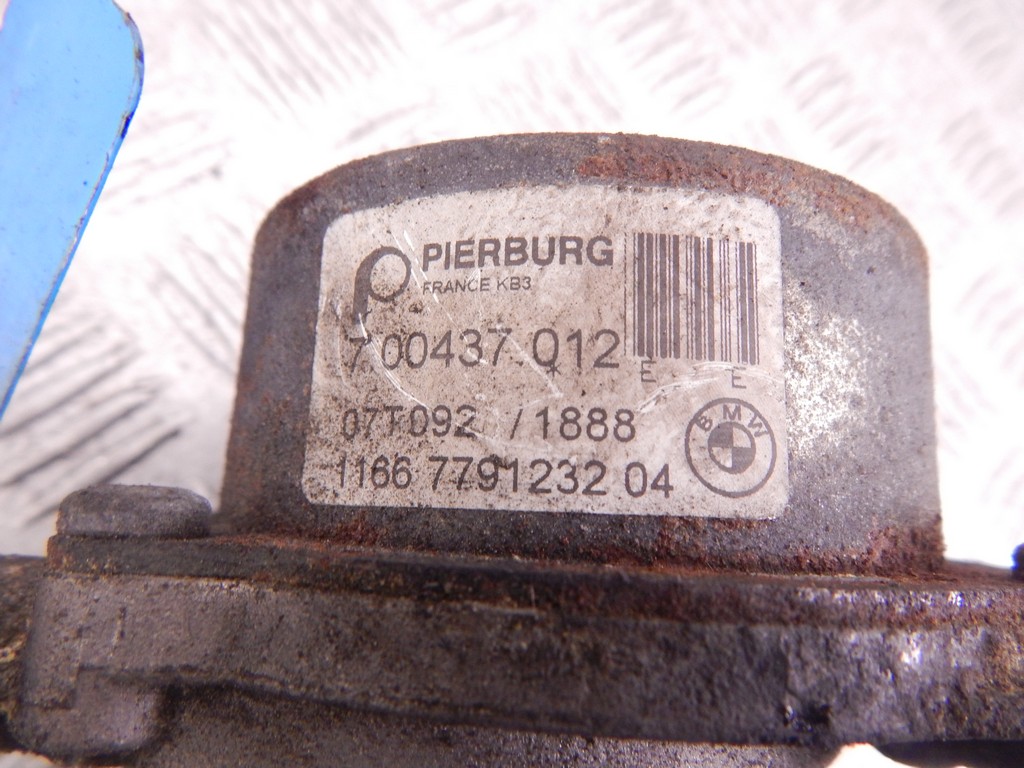 PIERBURG
FRANCE KB3
7.00437.012
E E
07T092 / 1888
1166 7791232 04
BMW